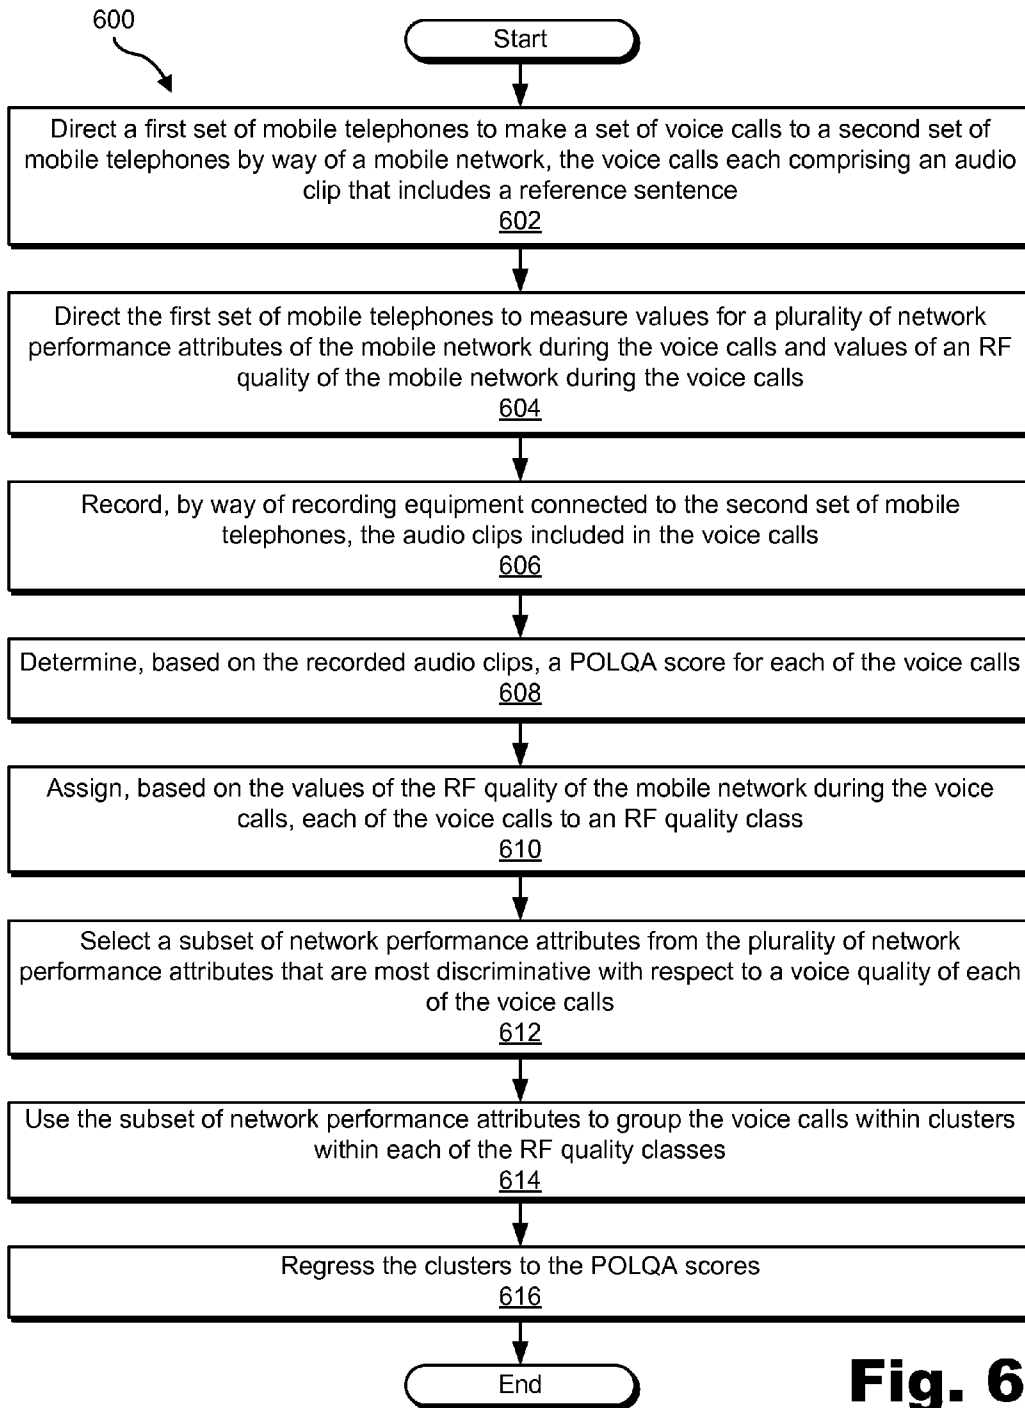 600
Start
Direct a first set of mobile telephones to make a set of voice calls to a second set of
mobile telephones by way of a mobile network, the voice calls each comprising an audio
clip that includes a reference sentence
602
Direct the first set of mobile telephones to measure values for a plurality of network
performance attributes of the mobile network during the voice calls and values of an RF
quality of the mobile network during the voice calls
604
Record, by way of recording equipment connected to the second set of mobile
telephones, the audio clips included in the voice calls
606
Determine, based on the recorded audio clips, a POLQA score for each of the voice calls
608
Assign, based on the values of the RF quality of the mobile network during the voice
calls, each of the voice calls to an RF quality class
610
Select a subset of network performance attributes from the plurality of network
performance attributes that are most discriminative with respect to a voice quality of each
of the voice calls
612
Use the subset of network performance attributes to group the voice calls within clusters
within each of the RF quality classes
614
Regress the clusters to the POLQA scores
616
End
Fig. 6